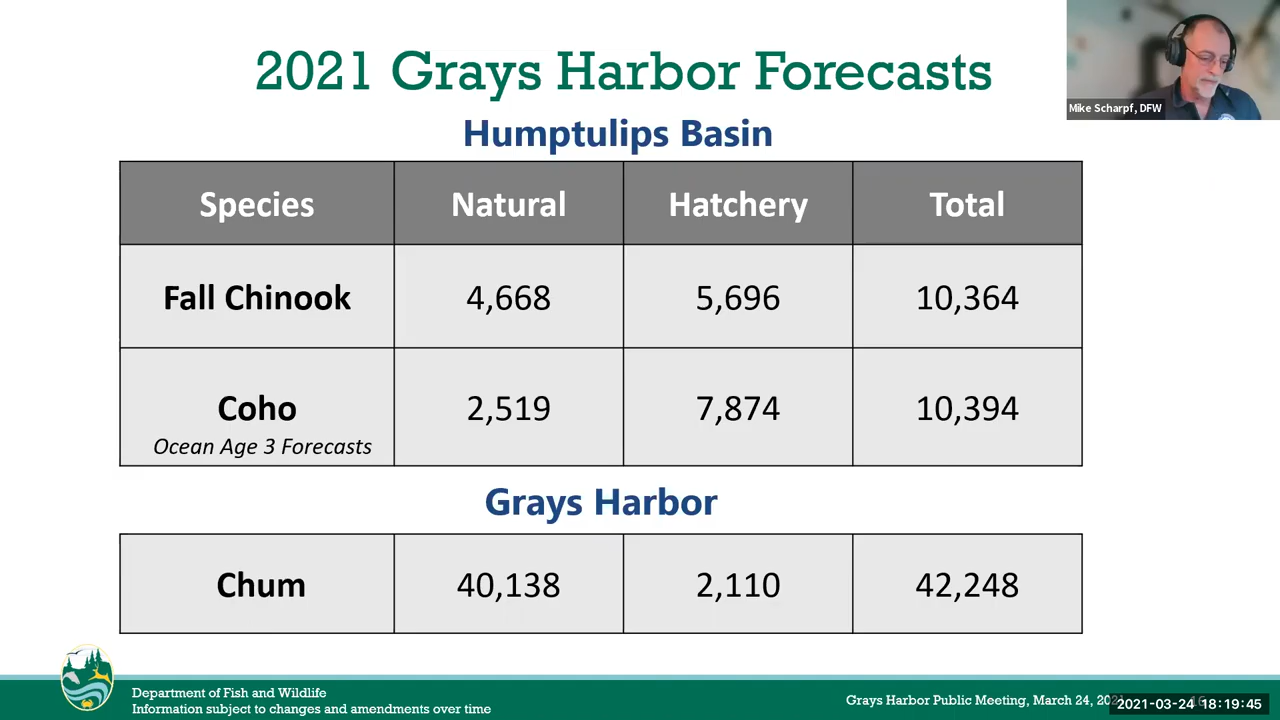 2021 Grays Harbor Forecasts
Mike Scharpf, DFW
Humptulips Basin
Species Natural Hatchery Total
Fall Chinook 4,668 5,696 10,364
Coho 2,519 7,874 10,394
Ocean Age 3 Forecasts
Grays Harbor
Chum 40,138 2,110 42,248
Department of Fish and Wildlife
Information subject to changes and amendments over time
Grays Harbor Public Meeting, March 24, 2021
2021-03-24 18:19:45